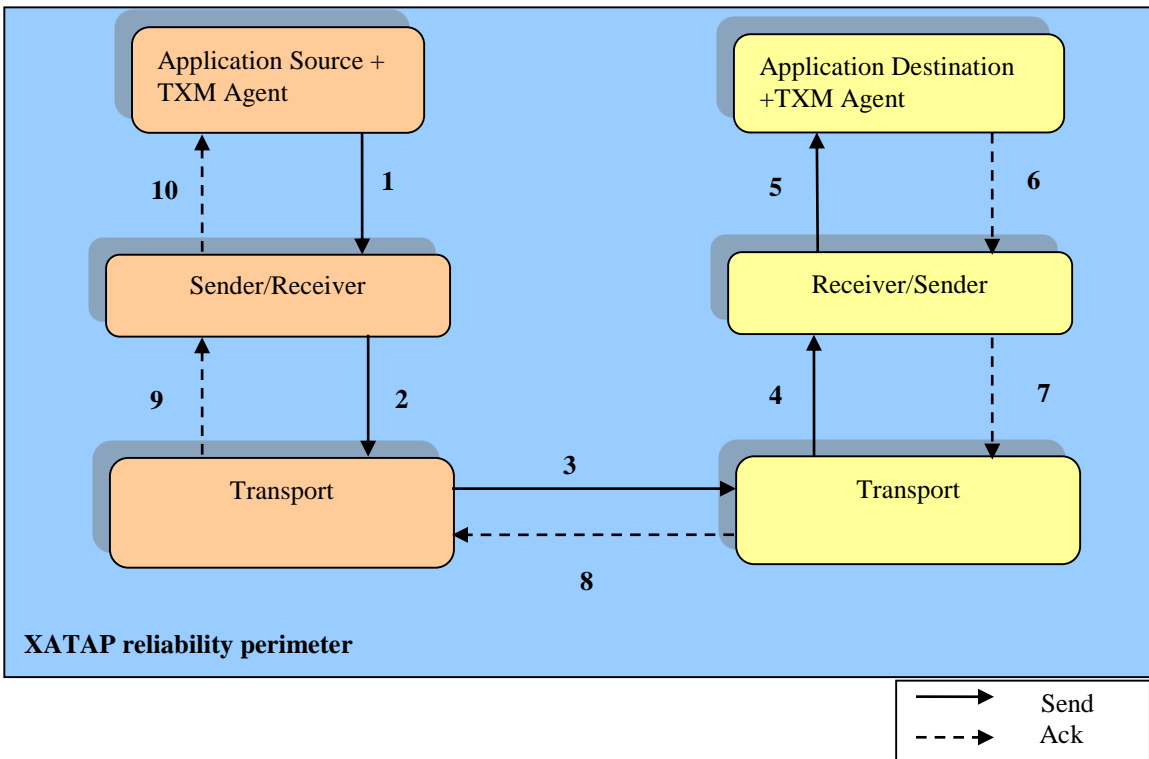 Application Source +
TXM Agent
Application Destination
+TXM Agent
10
1
5
6
Sender/Receiver
Receiver/Sender
9
2
4
7
3
Transport
Transport
8
XATAP reliability perimeter
Send
Ack